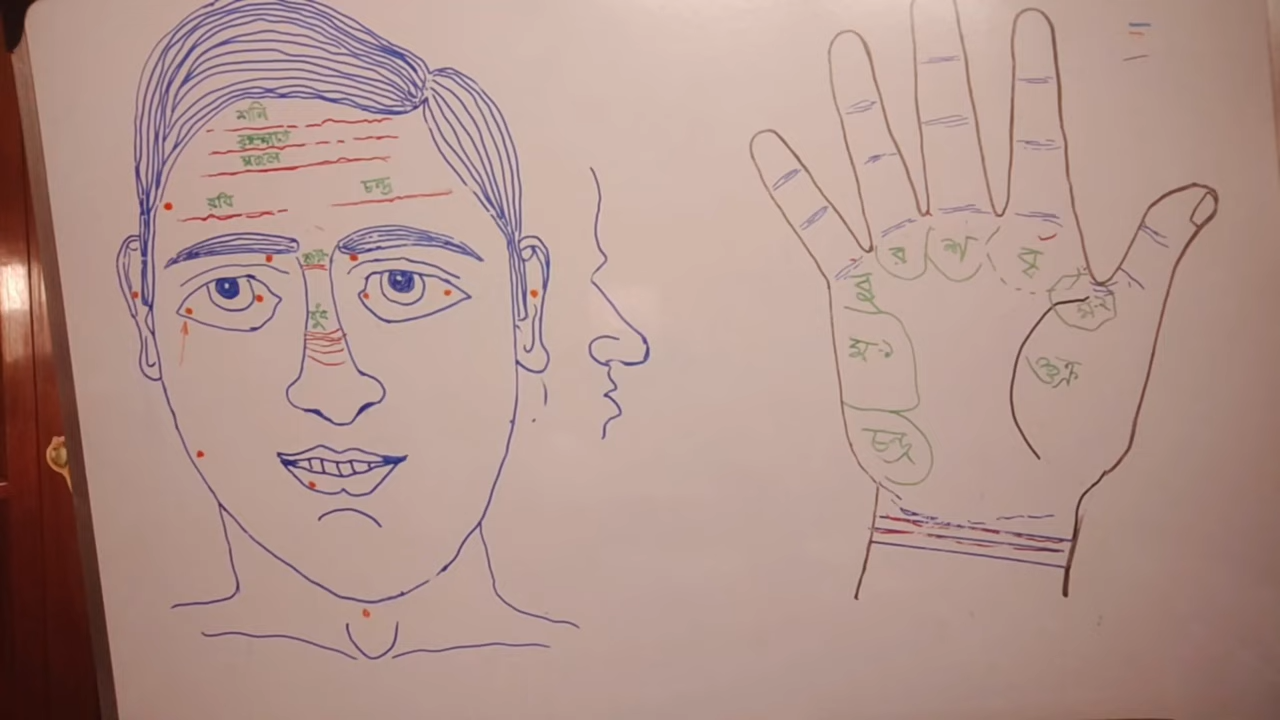 শনি
বৃহস্পতি
মঙ্গল
রবি
চন্দ্র
বুধ
র
শ
বৃ
শুক্র
চন্দ্র